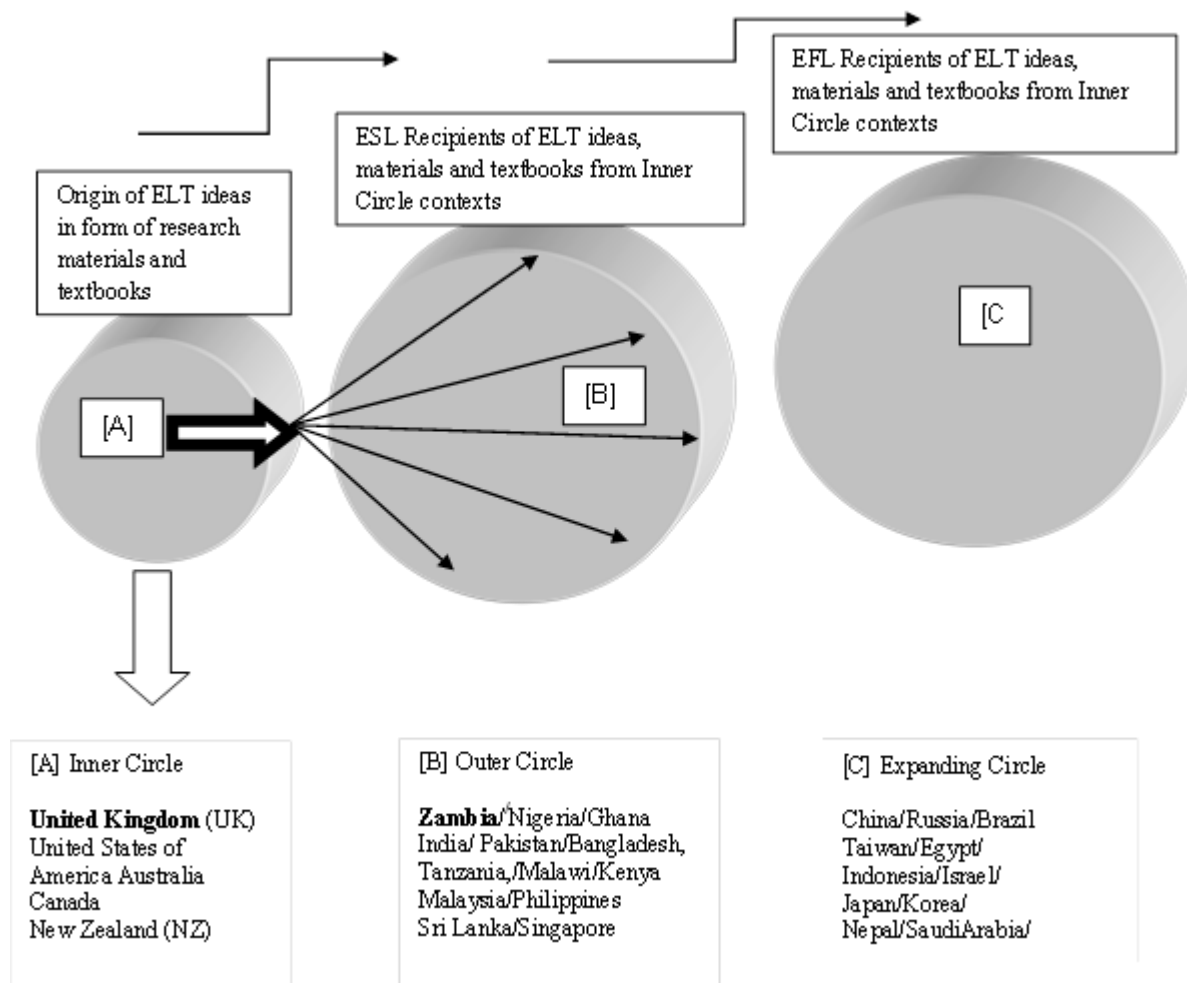 EFL Recipients of ELT ideas,
materials and textbooks from Inner
Circle contexts
ESL Recipients of ELT ideas,
materials and textbooks from Inner
Circle contexts
Origin of ELT ideas
in form of research
materials and
textbooks
[A]
[B]
[C
[A] Inner Circle
United Kingdom (UK)
United States of
America Australia
Canada
New Zealand (NZ)
[B] Outer Circle
Zambia/Nigeria/Ghana
India/ Pakistan/Bangladesh,
Tanzania,/Malawi/Kenya
Malaysia/Philippines
Sri Lanka/Singapore
[C] Expanding Circle
China/Russia/Brazil
Taiwan/Egypt/
Indonesia/Israel/
Japan/Korea/
Nepal/SaudiArabia/